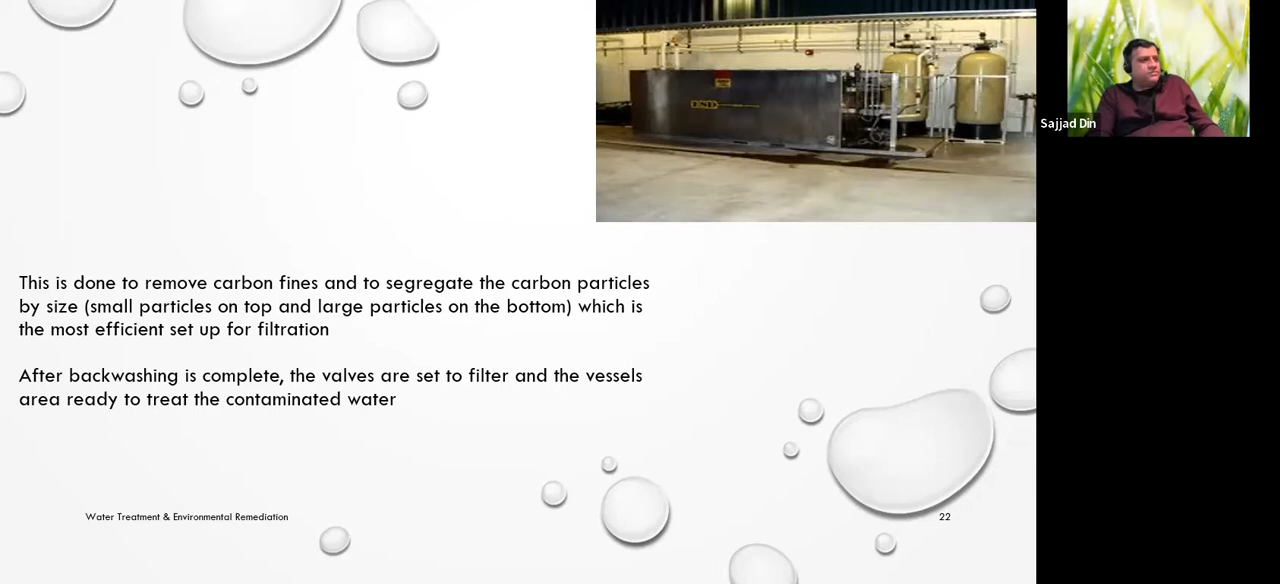 Sajjad Din
This is done to remove carbon fines and to segregate the carbon particles
by size (small particles on top and large particles on the bottom) which is
the most efficient set up for filtration
After backwashing is complete, the valves are set to filter and the vessels
area ready to treat the contaminated water
Water Treatment & Environmental Remediation
22